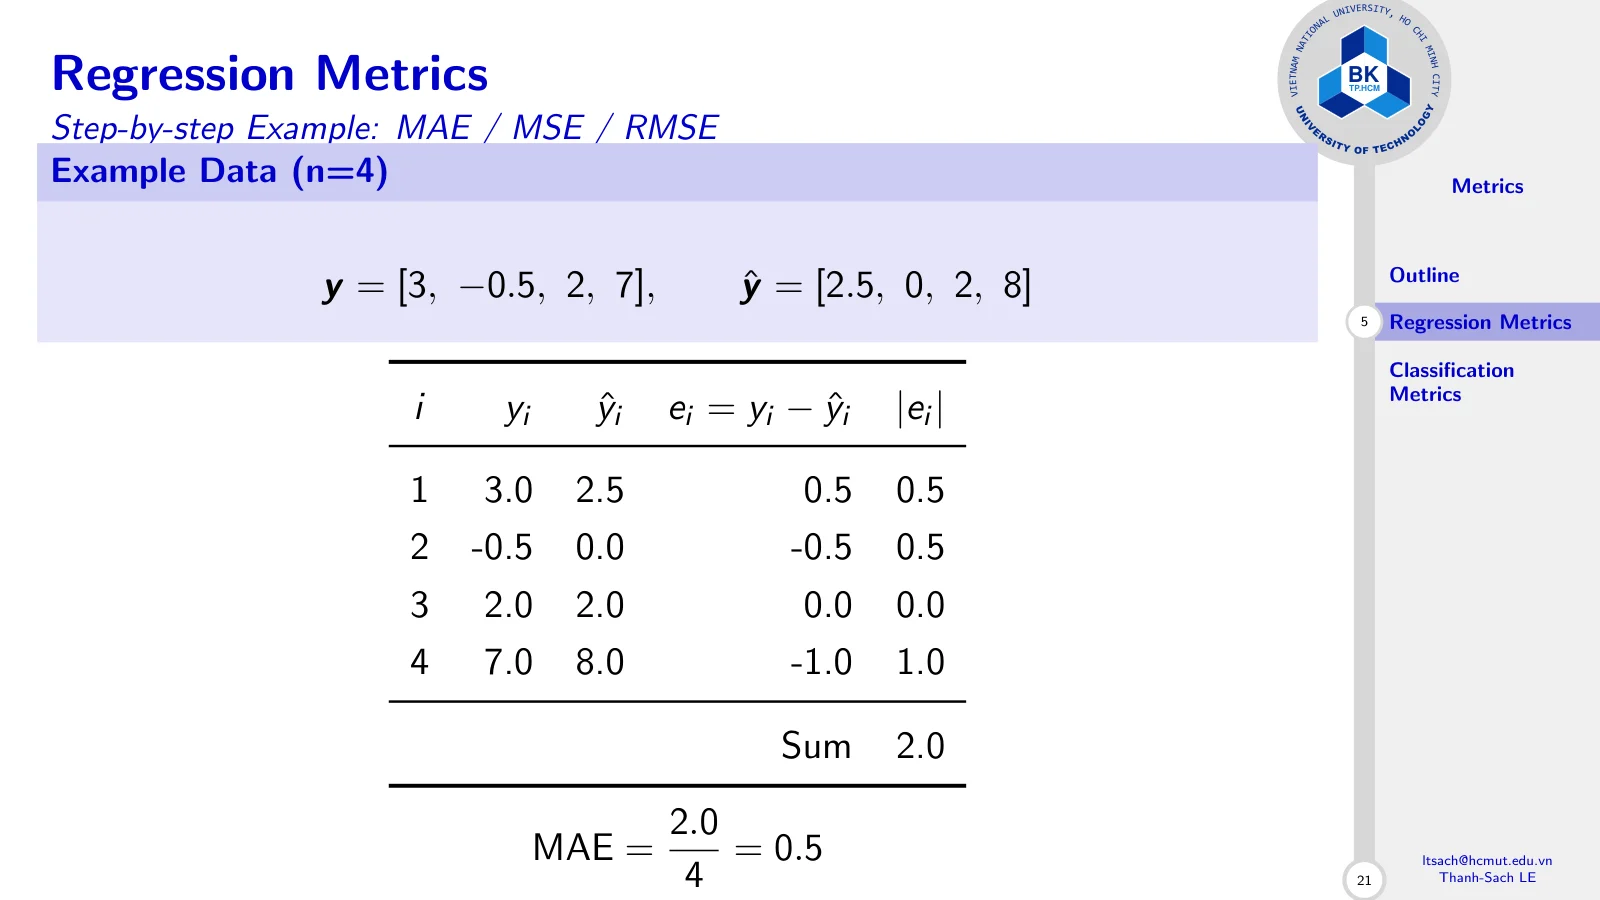 Regression Metrics
Step-by-step Example: MAE / MSE / RMSE
Example Data (n=4)
y = [3, −0.5, 2, 7], ŷ = [2.5, 0, 2, 8]
i yᵢ ŷᵢ eᵢ = yᵢ − ŷᵢ |eᵢ|
1 3.0 2.5 0.5 0.5
2 -0.5 0.0 -0.5 0.5
3 2.0 2.0 0.0 0.0
4 7.0 8.0 -1.0 1.0
Sum 2.0
MAE = 2.0/4 = 0.5
VIETNAM NATIONAL UNIVERSITY, HO CHI MINH CITY
BK
TP.HCM
UNIVERSITY OF TECHNOLOGY
Metrics
Outline
5 Regression Metrics
Classification
Metrics
ltsach@hcmut.edu.vn
Thanh-Sach LE
21